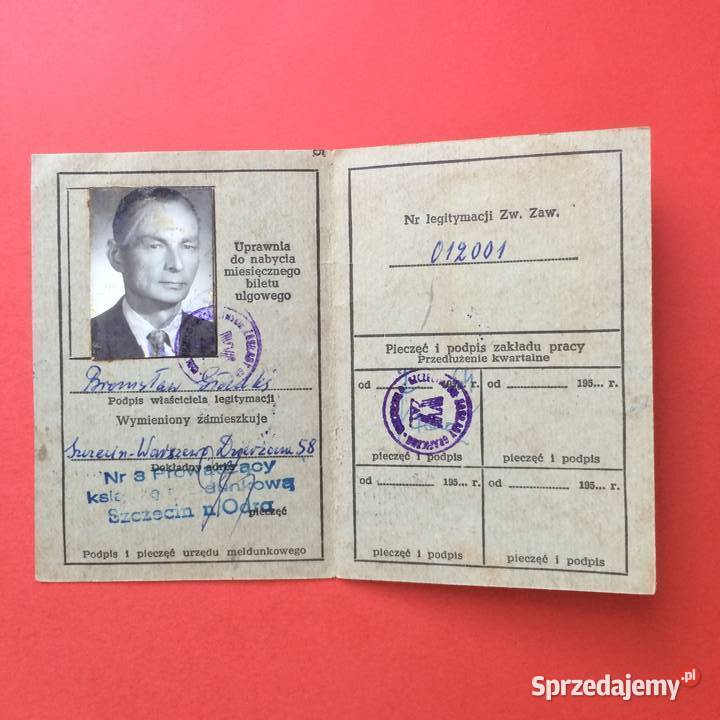 Uprawnia
do nabycia
miesięcznego
biletu
ulgowego
Bronisław
Podpis właściciela legitymacji
Wymieniony zamieszkuje
Szczecin-Warszewo 58
Dokładny adres
Nr 3 Prowadzący
Szczecin n/Odrą
pieczęć
Podpis i pieczęć urzędu meldunkowego
Nr legitymacji Zw. Zaw.
012001
Pieczęć i podpis zakładu pracy
Przedłużenie kwartalne
od 195... r.
od 195... r.
pieczęć i podpis
pieczęć i podpis
od 195... r.
od 195... r.
pieczęć i podpis
pieczęć i podpis
Sprzedajemy.pl